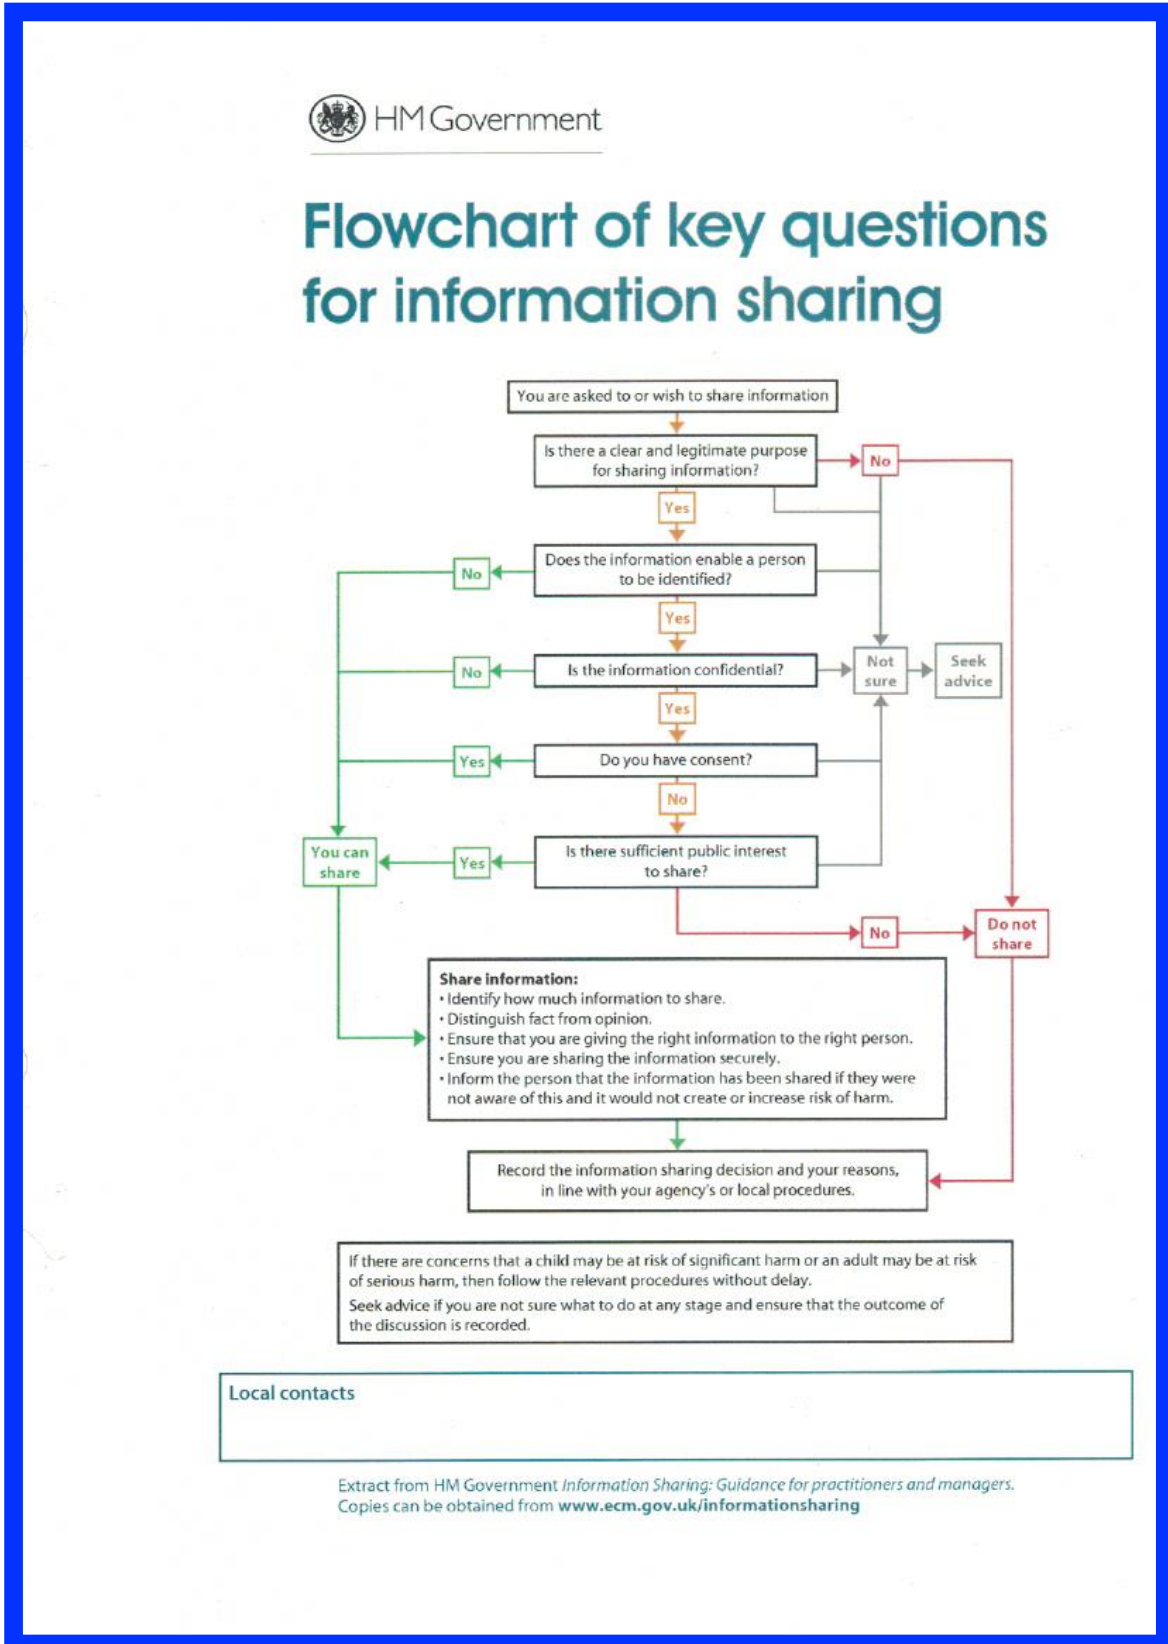 HM Government
Flowchart of key questions
for information sharing
You are asked to or wish to share information
Is there a clear and legitimate purpose
for sharing information?
No
Yes
Does the information enable a person
to be identified?
No
Yes
Is the information confidential?
No
Not
sure
Seek
advice
Yes
Do you have consent?
Yes
No
Is there sufficient public interest
to share?
Yes
You can
share
No
Do not
share
Share information:
• Identify how much information to share.
• Distinguish fact from opinion.
• Ensure that you are giving the right information to the right person.
• Ensure you are sharing the information securely.
• Inform the person that the information has been shared if they were
not aware of this and it would not create or increase risk of harm.
Record the information sharing decision and your reasons,
in line with your agency's or local procedures.
If there are concerns that a child may be at risk of significant harm or an adult may be at risk
of serious harm, then follow the relevant procedures without delay.
Seek advice if you are not sure what to do at any stage and ensure that the outcome of
the discussion is recorded.
Local contacts
Extract from HM Government Information Sharing: Guidance for practitioners and managers.
Copies can be obtained from www.ecm.gov.uk/informationsharing